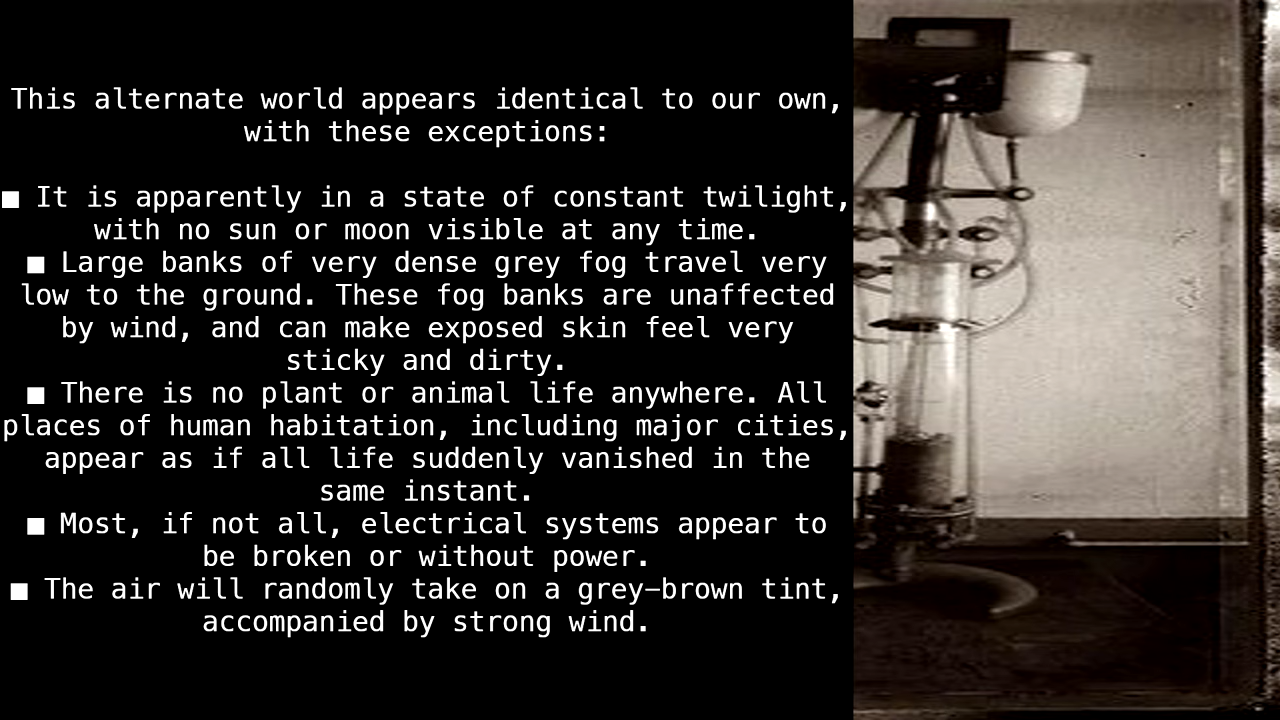 This alternate world appears identical to our own,
with these exceptions:
■ It is apparently in a state of constant twilight,
with no sun or moon visible at any time.
■ Large banks of very dense grey fog travel very
low to the ground. These fog banks are unaffected
by wind, and can make exposed skin feel very
sticky and dirty.
■ There is no plant or animal life anywhere. All
places of human habitation, including major cities,
appear as if all life suddenly vanished in the
same instant.
■ Most, if not all, electrical systems appear to
be broken or without power.
■ The air will randomly take on a grey–brown tint,
accompanied by strong wind.